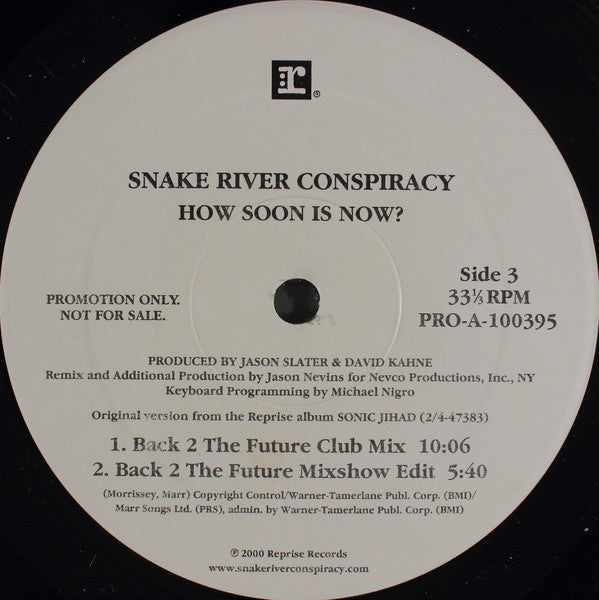 r®
SNAKE RIVER CONSPIRACY
HOW SOON IS NOW?
Side 3
33⅓ RPM
PRO-A-100395
PROMOTION ONLY.
NOT FOR SALE.
PRODUCED BY JASON SLATER & DAVID KAHNE
Remix and Additional Production by Jason Nevins for Nevco Productions, Inc., NY
Keyboard Programming by Michael Nigro
Original version from the Reprise album SONIC JIHAD (2/4-47383)
1. Back 2 The Future Club Mix 10:06
2. Back 2 The Future Mixshow Edit 5:40
(Morrissey, Marr) Copyright Control/Warner-Tamerlane Publ. Corp. (BMI)/
Marr Songs Ltd. (PRS), admin. by Warner-Tamerlane Publ. Corp. (BMI)
℗ 2000 Reprise Records
www.snakeriverconspiracy.com